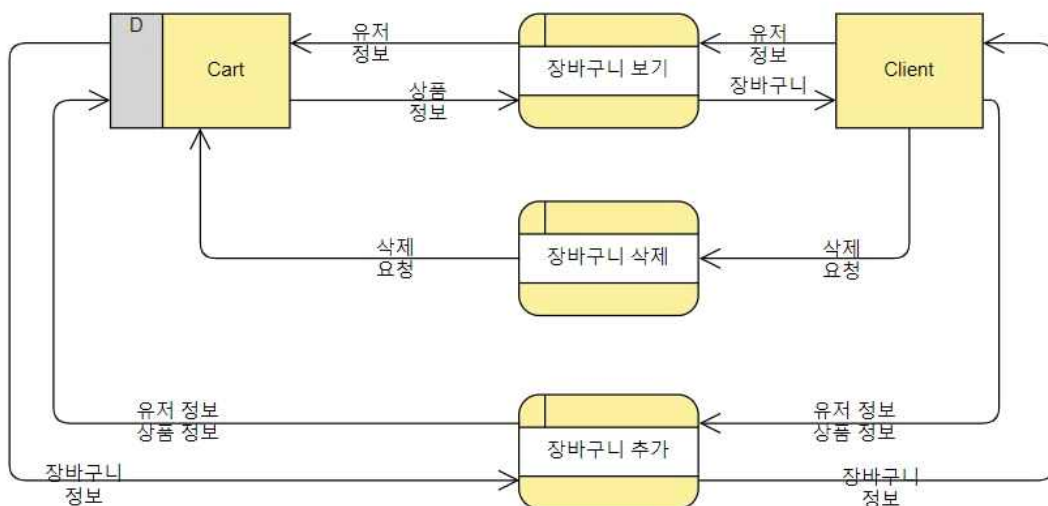 D
Cart
유저
정보
상품
정보
장바구니 보기
유저
정보
장바구니
Client
삭제
요청
장바구니 삭제
삭제
요청
유저 정보
상품 정보
장바구니 추가
유저 정보
상품 정보
장바구니
정보
장바구니
정보